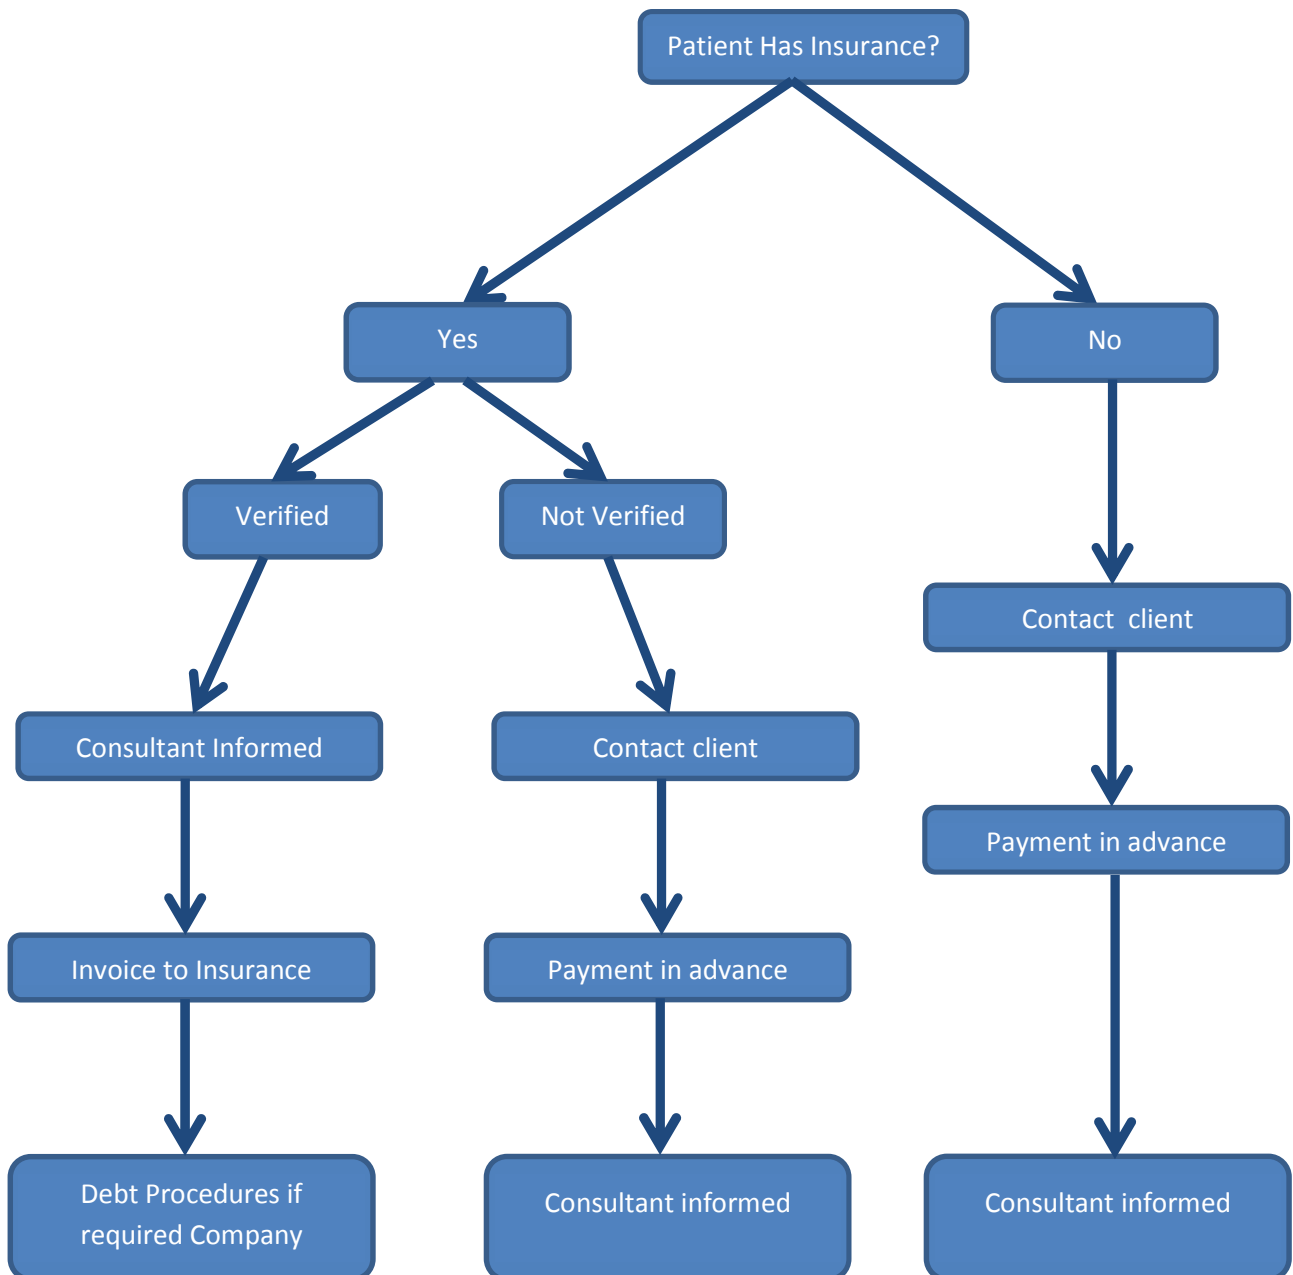 Patient Has Insurance?
Yes
No
Verified
Not Verified
Contact  client
Consultant Informed
Contact client
Payment in advance
Invoice to Insurance
Payment in advance
Debt Procedures if
required Company
Consultant informed
Consultant informed